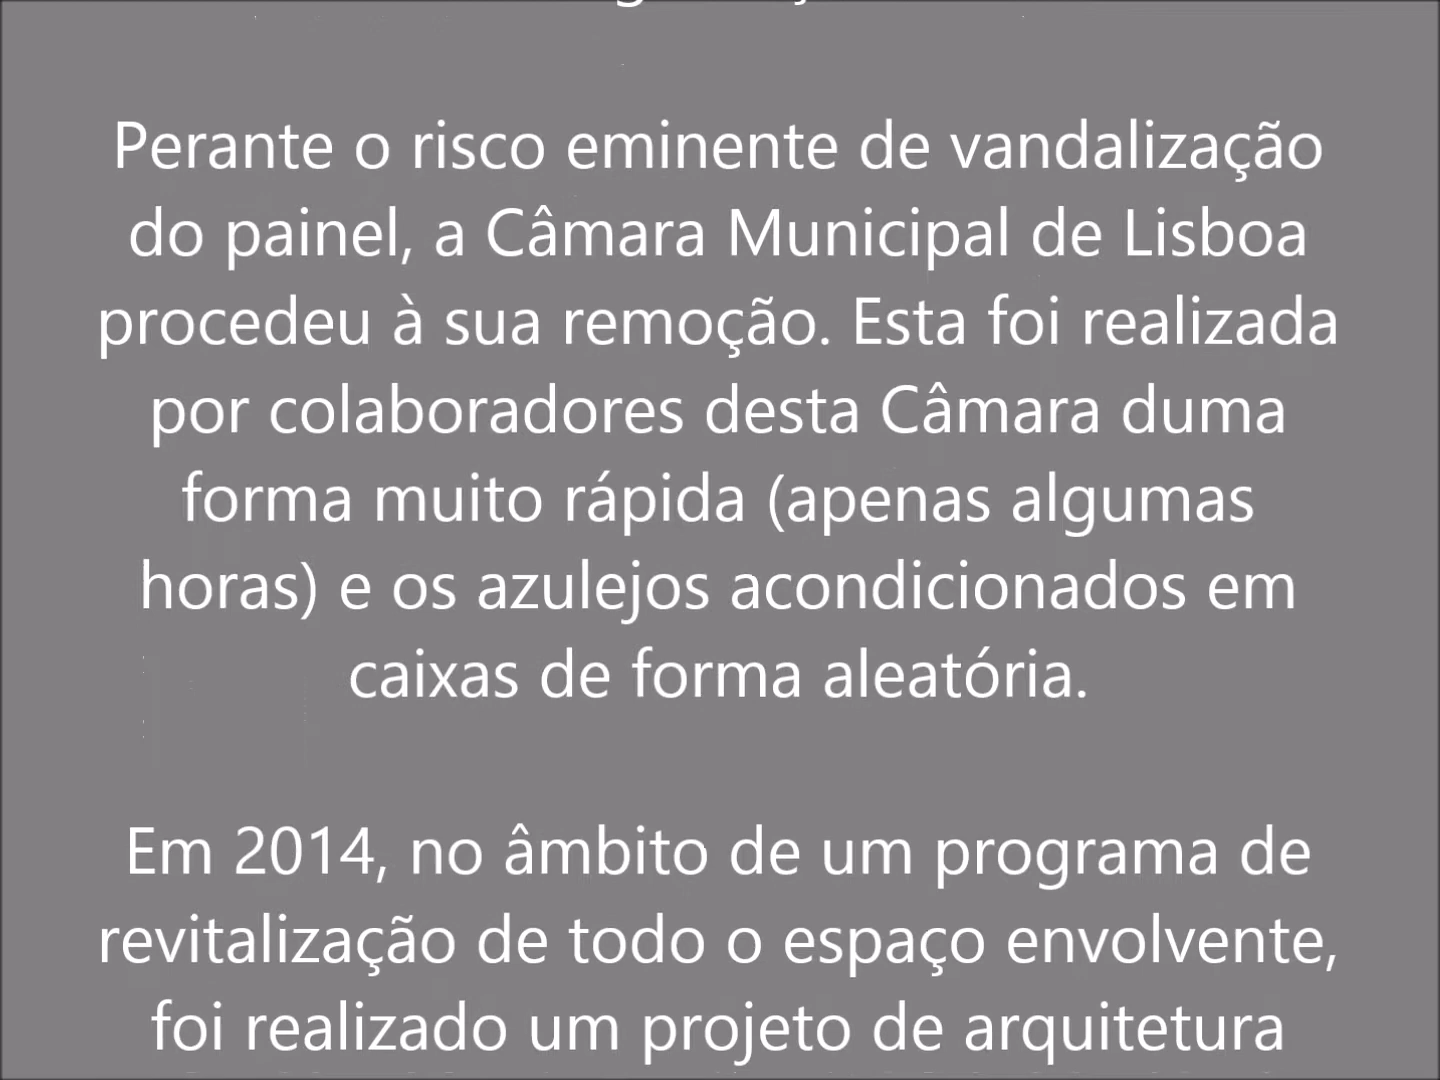 Perante o risco eminente de vandalização
do painel, a Câmara Municipal de Lisboa
procedeu à sua remoção. Esta foi realizada
por colaboradores desta Câmara duma
forma muito rápida (apenas algumas
horas) e os azulejos acondicionados em
caixas de forma aleatória.
Em 2014, no âmbito de um programa de
revitalização de todo o espaço envolvente,
foi realizado um projeto de arquitetura